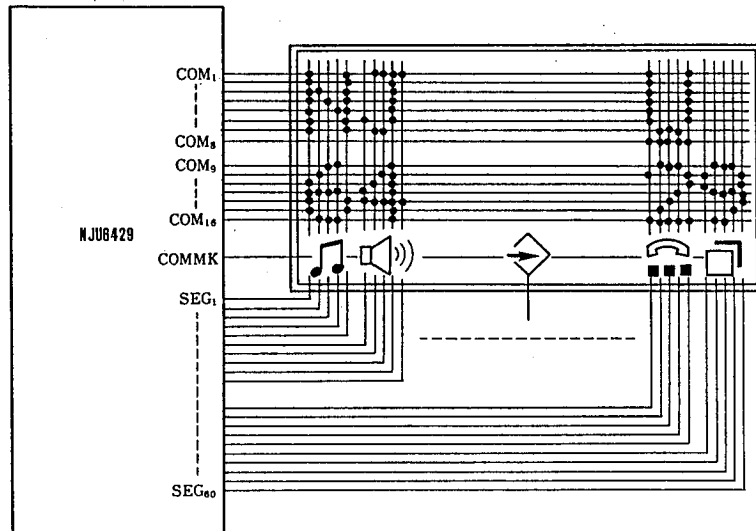 COM₁
COM₈
COM₉
COM₁₆
NJU6429
COMMK
SEG₁
SEG₆₀